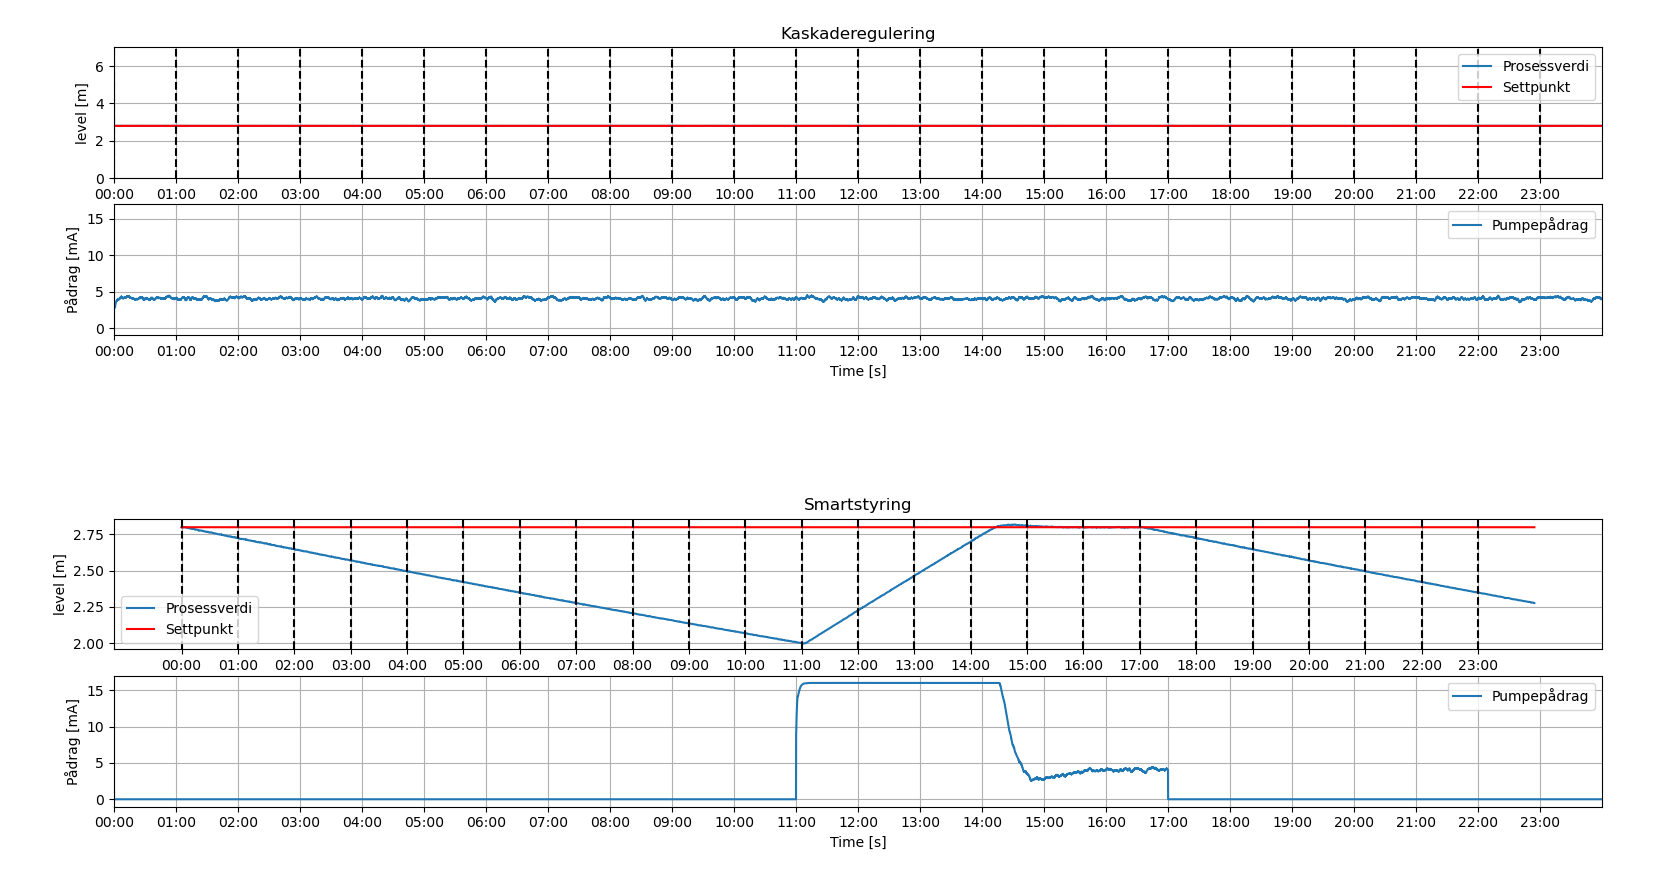 Kaskaderegulering
level [m]
6
4
2
0
Prosessverdi
Settpunkt
00:00 01:00 02:00 03:00 04:00 05:00 06:00 07:00 08:00 09:00 10:00 11:00 12:00 13:00 14:00 15:00 16:00 17:00 18:00 19:00 20:00 21:00 22:00 23:00
Pådrag [mA]
15
10
5
0
Pumpepådrag
00:00 01:00 02:00 03:00 04:00 05:00 06:00 07:00 08:00 09:00 10:00 11:00 12:00 13:00 14:00 15:00 16:00 17:00 18:00 19:00 20:00 21:00 22:00 23:00
Time [s]
Smartstyring
level [m]
2.75
2.50
2.25
2.00
Prosessverdi
Settpunkt
00:00 01:00 02:00 03:00 04:00 05:00 06:00 07:00 08:00 09:00 10:00 11:00 12:00 13:00 14:00 15:00 16:00 17:00 18:00 19:00 20:00 21:00 22:00 23:00
Pådrag [mA]
15
10
5
0
Pumpepådrag
00:00 01:00 02:00 03:00 04:00 05:00 06:00 07:00 08:00 09:00 10:00 11:00 12:00 13:00 14:00 15:00 16:00 17:00 18:00 19:00 20:00 21:00 22:00 23:00
Time [s]